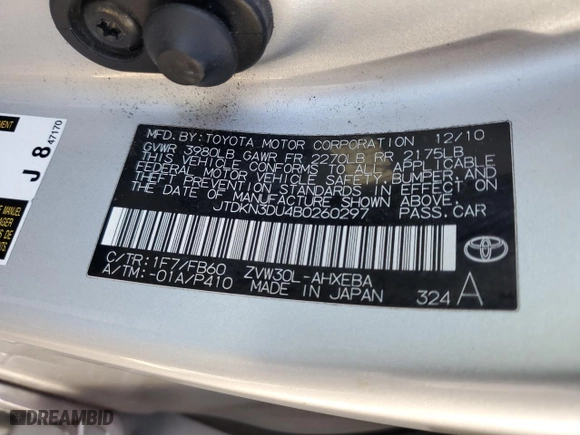 MFD.BY:TOYOTA MOTOR CORPORATION 12/10
GVWR 3980LB GAWR FR 2270LB RR 2175LB
THIS VEHICLE CONFORMS TO ALL APPLICABLE
FEDERAL MOTOR VEHICLE SAFETY, BUMPER, AND
THEFT PREVENTION STANDARDS IN EFFECT ON
THE DATE OF MANUFACTURE SHOWN ABOVE.
JTDKN3DU4B0260297 PASS.CAR
C/TR:1F7/FB60 ZVW30L-AHXEBA
A/TM:-01A/P410 MADE IN JAPAN 324 A
TOYOTA
J 8
47170
DREAMBID